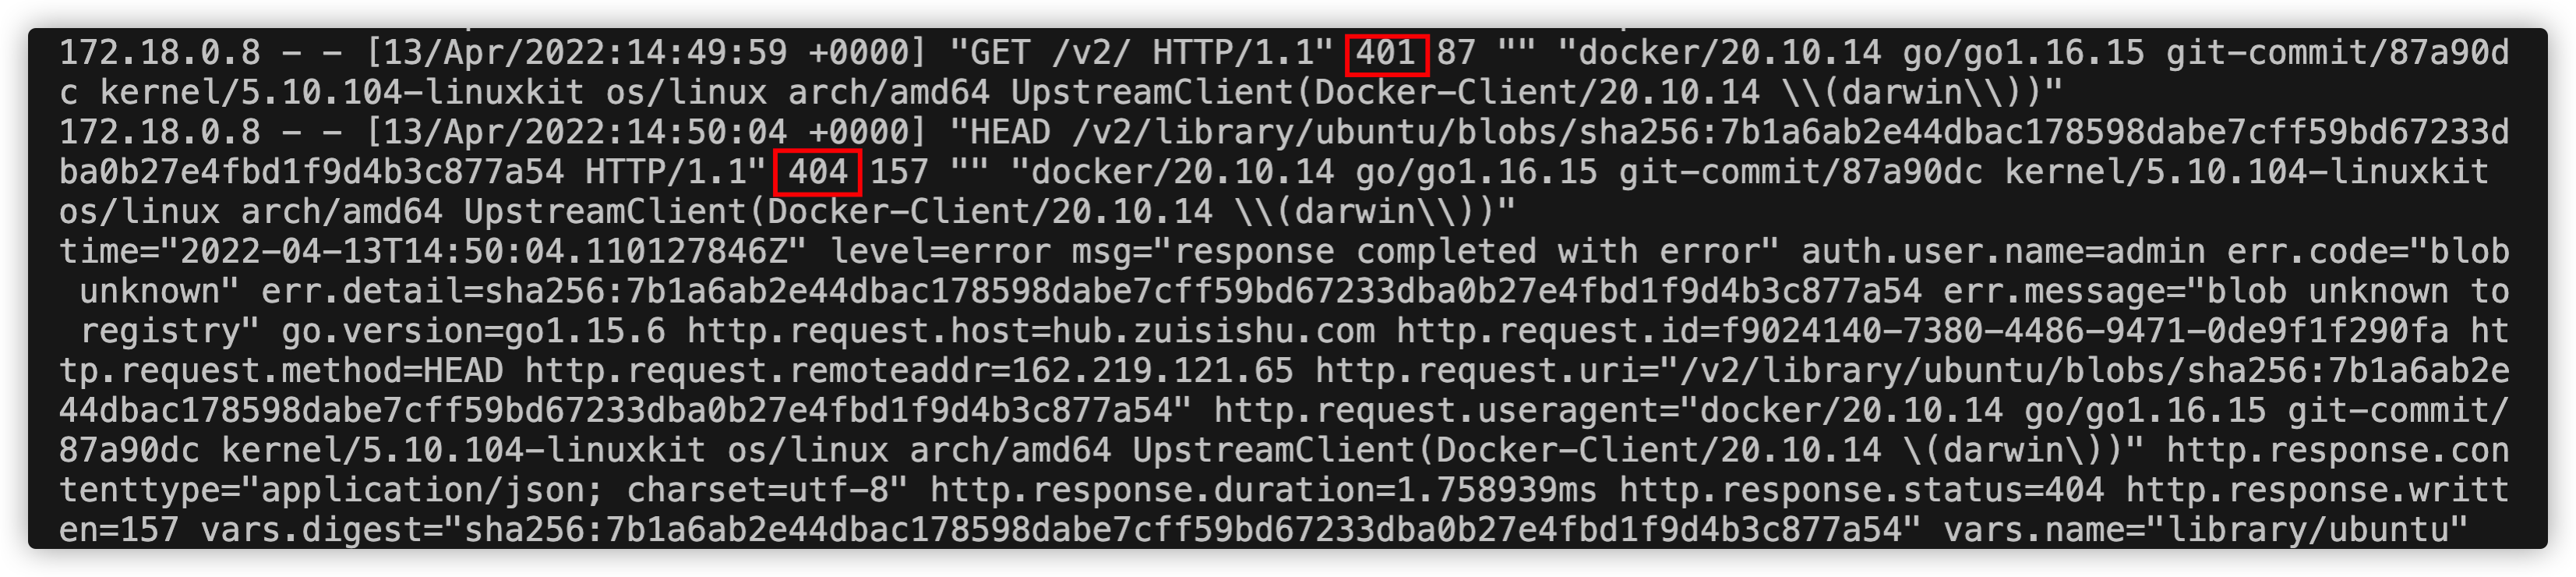 172.18.0.8 - - [13/Apr/2022:14:49:59 +0000] "GET /v2/ HTTP/1.1" 401 87 "" "docker/20.10.14 go/go1.16.15 git-commit/87a90d
c kernel/5.10.104-linuxkit os/linux arch/amd64 UpstreamClient(Docker-Client/20.10.14 \\(darwin\\))"
172.18.0.8 - - [13/Apr/2022:14:50:04 +0000] "HEAD /v2/library/ubuntu/blobs/sha256:7b1a6ab2e44dbac178598dabe7cff59bd67233d
ba0b27e4fbd1f9d4b3c877a54 HTTP/1.1" 404 157 "" "docker/20.10.14 go/go1.16.15 git-commit/87a90dc kernel/5.10.104-linuxkit
os/linux arch/amd64 UpstreamClient(Docker-Client/20.10.14 \\(darwin\\))"
time="2022-04-13T14:50:04.110127846Z" level=error msg="response completed with error" auth.user.name=admin err.code="blob
 unknown" err.detail=sha256:7b1a6ab2e44dbac178598dabe7cff59bd67233dba0b27e4fbd1f9d4b3c877a54 err.message="blob unknown to
 registry" go.version=go1.15.6 http.request.host=hub.zuisishu.com http.request.id=f9024140-7380-4486-9471-0de9f1f290fa ht
tp.request.method=HEAD http.request.remoteaddr=162.219.121.65 http.request.uri="/v2/library/ubuntu/blobs/sha256:7b1a6ab2e
44dbac178598dabe7cff59bd67233dba0b27e4fbd1f9d4b3c877a54" http.request.useragent="docker/20.10.14 go/go1.16.15 git-commit/
87a90dc kernel/5.10.104-linuxkit os/linux arch/amd64 UpstreamClient(Docker-Client/20.10.14 \(darwin\))" http.response.con
tenttype="application/json; charset=utf-8" http.response.duration=1.758939ms http.response.status=404 http.response.writt
en=157 vars.digest="sha256:7b1a6ab2e44dbac178598dabe7cff59bd67233dba0b27e4fbd1f9d4b3c877a54" vars.name="library/ubuntu"